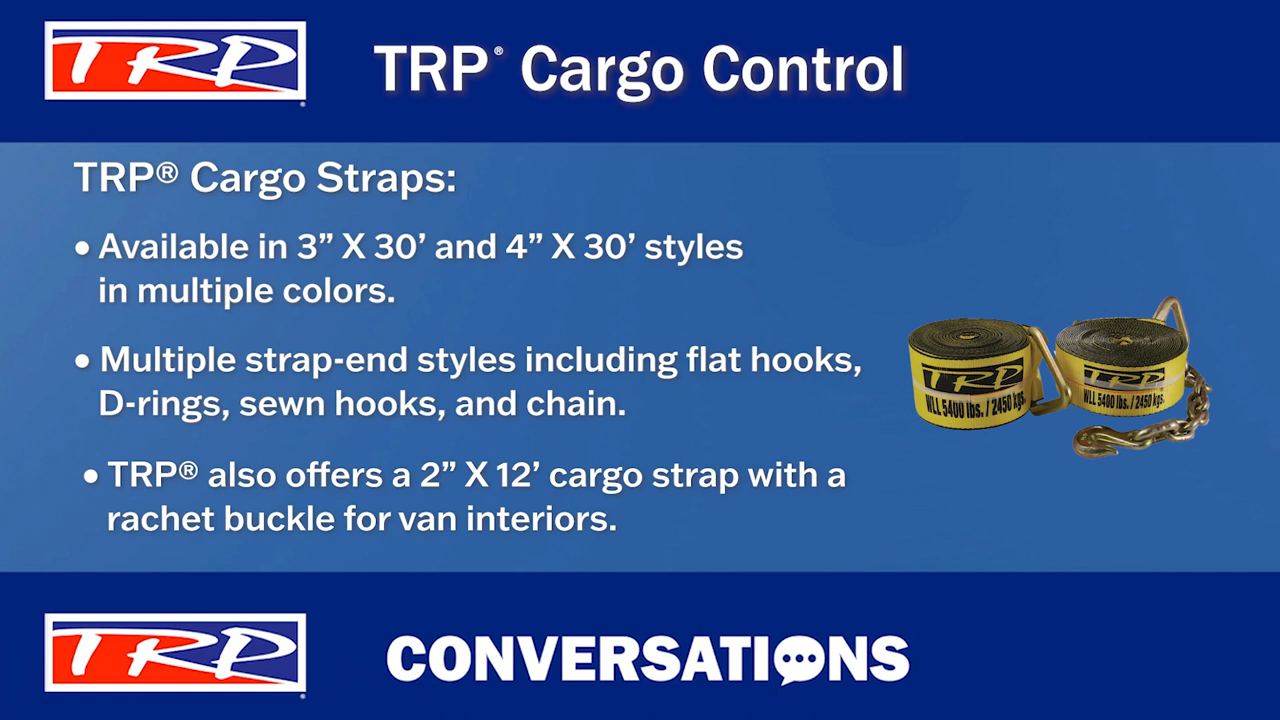 TRP
TRP® Cargo Control
TRP® Cargo Straps:
• Available in 3” X 30’ and 4” X 30’ styles
in multiple colors.
• Multiple strap-end styles including flat hooks,
D-rings, sewn hooks, and chain.
TRP
WLL 5400 lbs. / 2450 kgs.
TRP
WLL 5400 lbs. / 2450 kgs.
• TRP® also offers a 2” X 12’ cargo strap with a
rachet buckle for van interiors.
TRP
CONVERSATIONS